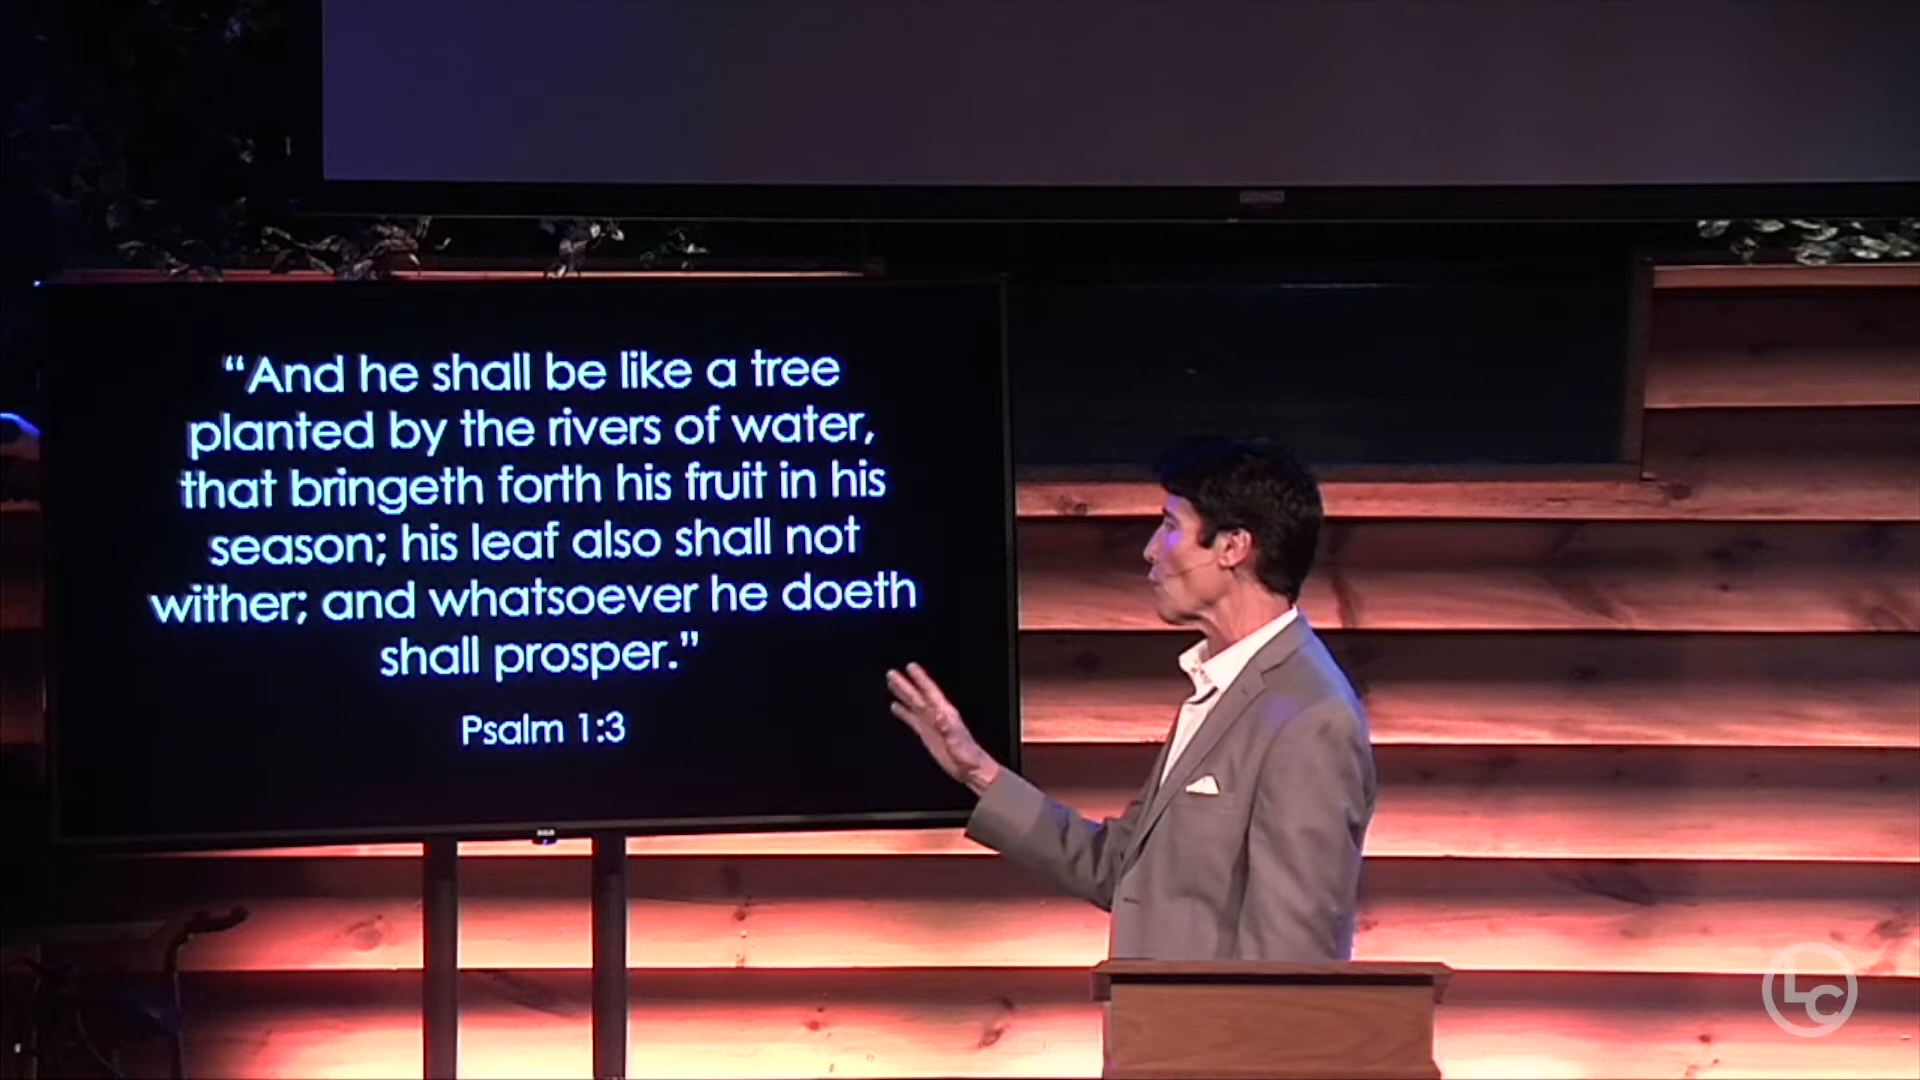 “And he shall be like a tree
planted by the rivers of water,
that bringeth forth his fruit in his
season; his leaf also shall not
wither; and whatsoever he doeth
shall prosper.”
Psalm 1:3
LC